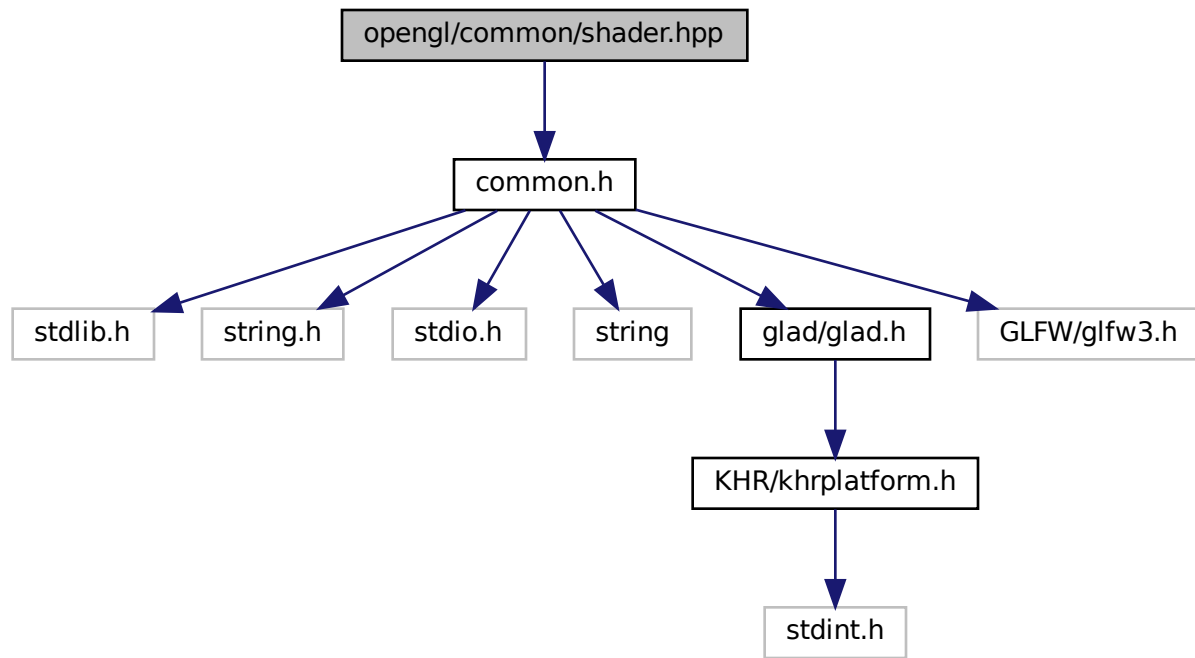 opengl/common/shader.hpp
common.h
stdlib.h
string.h
stdio.h
string
glad/glad.h
GLFW/glfw3.h
KHR/khrplatform.h
stdint.h